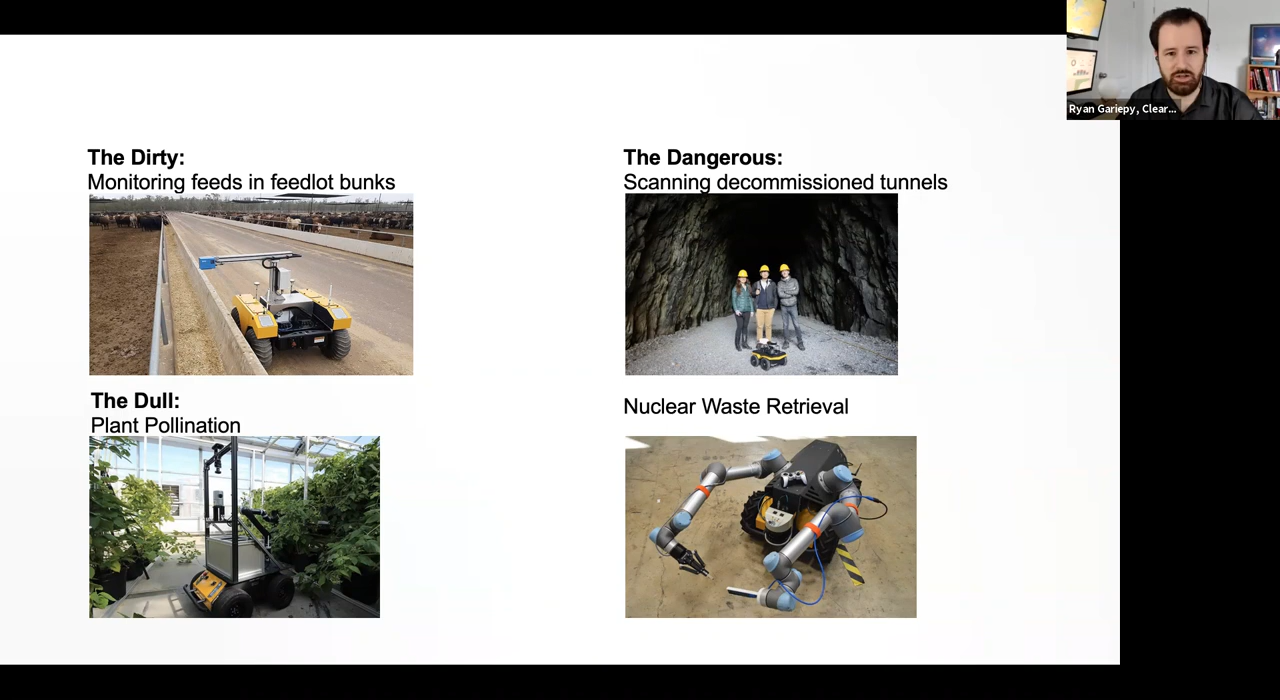 The Dirty:
Monitoring feeds in feedlot bunks
The Dangerous:
Scanning decommissioned tunnels
The Dull:
Plant Pollination
Nuclear Waste Retrieval
Ryan Gariepy, Clear...